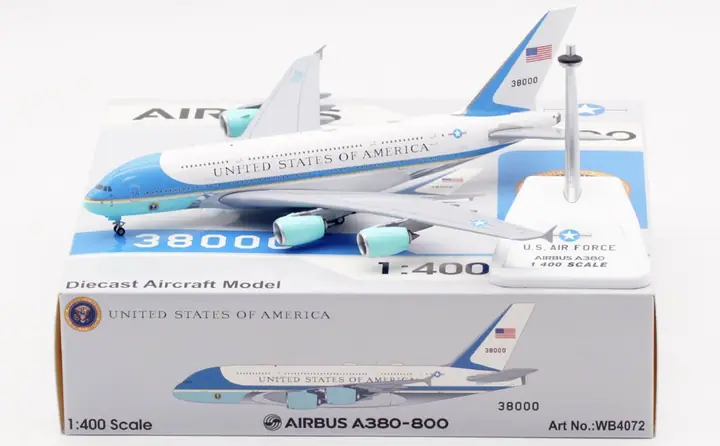 38000
UNITED STATES OF AMERICA
38000
1:400
Diecast Aircraft Model
U.S. AIR FORCE
AIRBUS A380
1 400 SCALE
UNITED STATES OF AMERICA
38000
UNITED STATES OF AMERICA
38000
1:400 Scale
AIRBUS A380-800
Art No.:WB4072